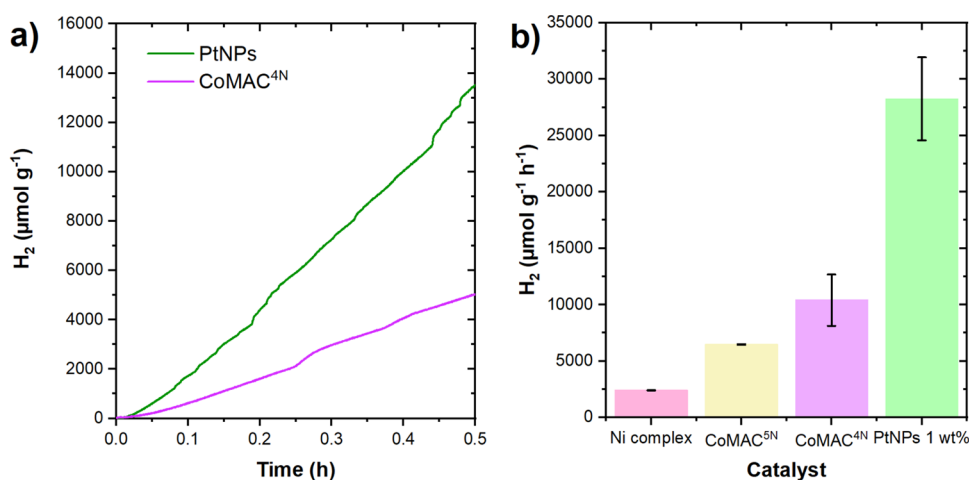 a)
PtNPs
CoMAC⁴ᴺ
16000
14000
12000
10000
8000
6000
4000
2000
0
H₂ (µmol g⁻¹)
0.0 0.1 0.2 0.3 0.4 0.5
Time (h)
b)
35000
30000
25000
20000
15000
10000
5000
0
H₂ (µmol g⁻¹ h⁻¹)
Ni complex CoMAC⁵ᴺ CoMAC⁴ᴺ PtNPs 1 wt%
Catalyst